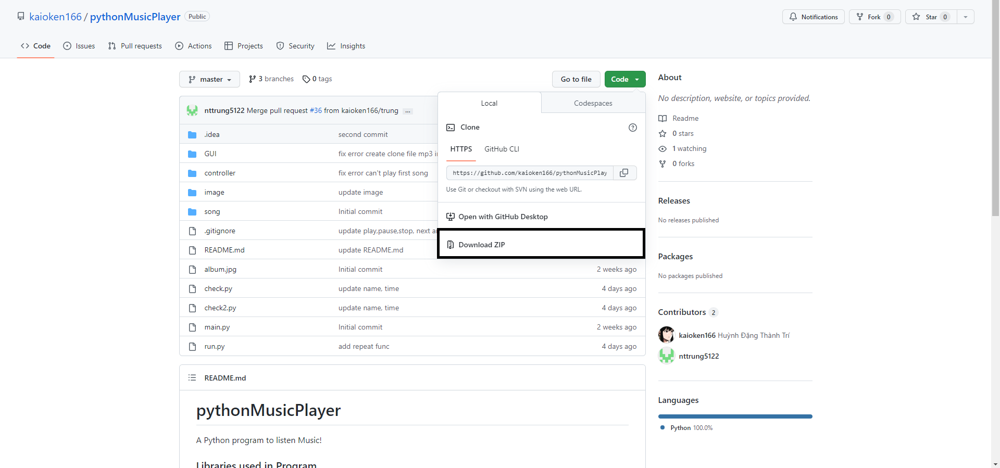 kaioken166 / pythonMusicPlayer Public
Notifications Fork 0 Star 0
Code Issues Pull requests Actions Projects Security Insights
master 3 branches 0 tags Go to file Code
nttrung5122 Merge pull request #36 from kaioken166/trung ...
.idea second commit
GUI fix error create clone file mp3 in
controller fix error can't play first song
image update image
song Initial commit
.gitignore update play,pause,stop, next
README.md update README.md
album.jpg Initial commit 2 weeks ago
check.py update name, time 4 days ago
check2.py update name, time 4 days ago
main.py Initial commit 2 weeks ago
run.py add repeat func 4 days ago
Local Codespaces
Clone
HTTPS GitHub CLI
https://github.com/kaioken166/pythonMusicPlay
Use Git or checkout with SVN using the web URL.
Open with GitHub Desktop
Download ZIP
README.md
pythonMusicPlayer
A Python program to listen Music!
Libraries used in Program
About
No description, website, or topics provided.
Readme
0 stars
1 watching
0 forks
Releases
No releases published
Packages
No packages published
Contributors 2
kaioken166 Huỳnh Đặng Thành Trí
nttrung5122
Languages
Python 100.0%